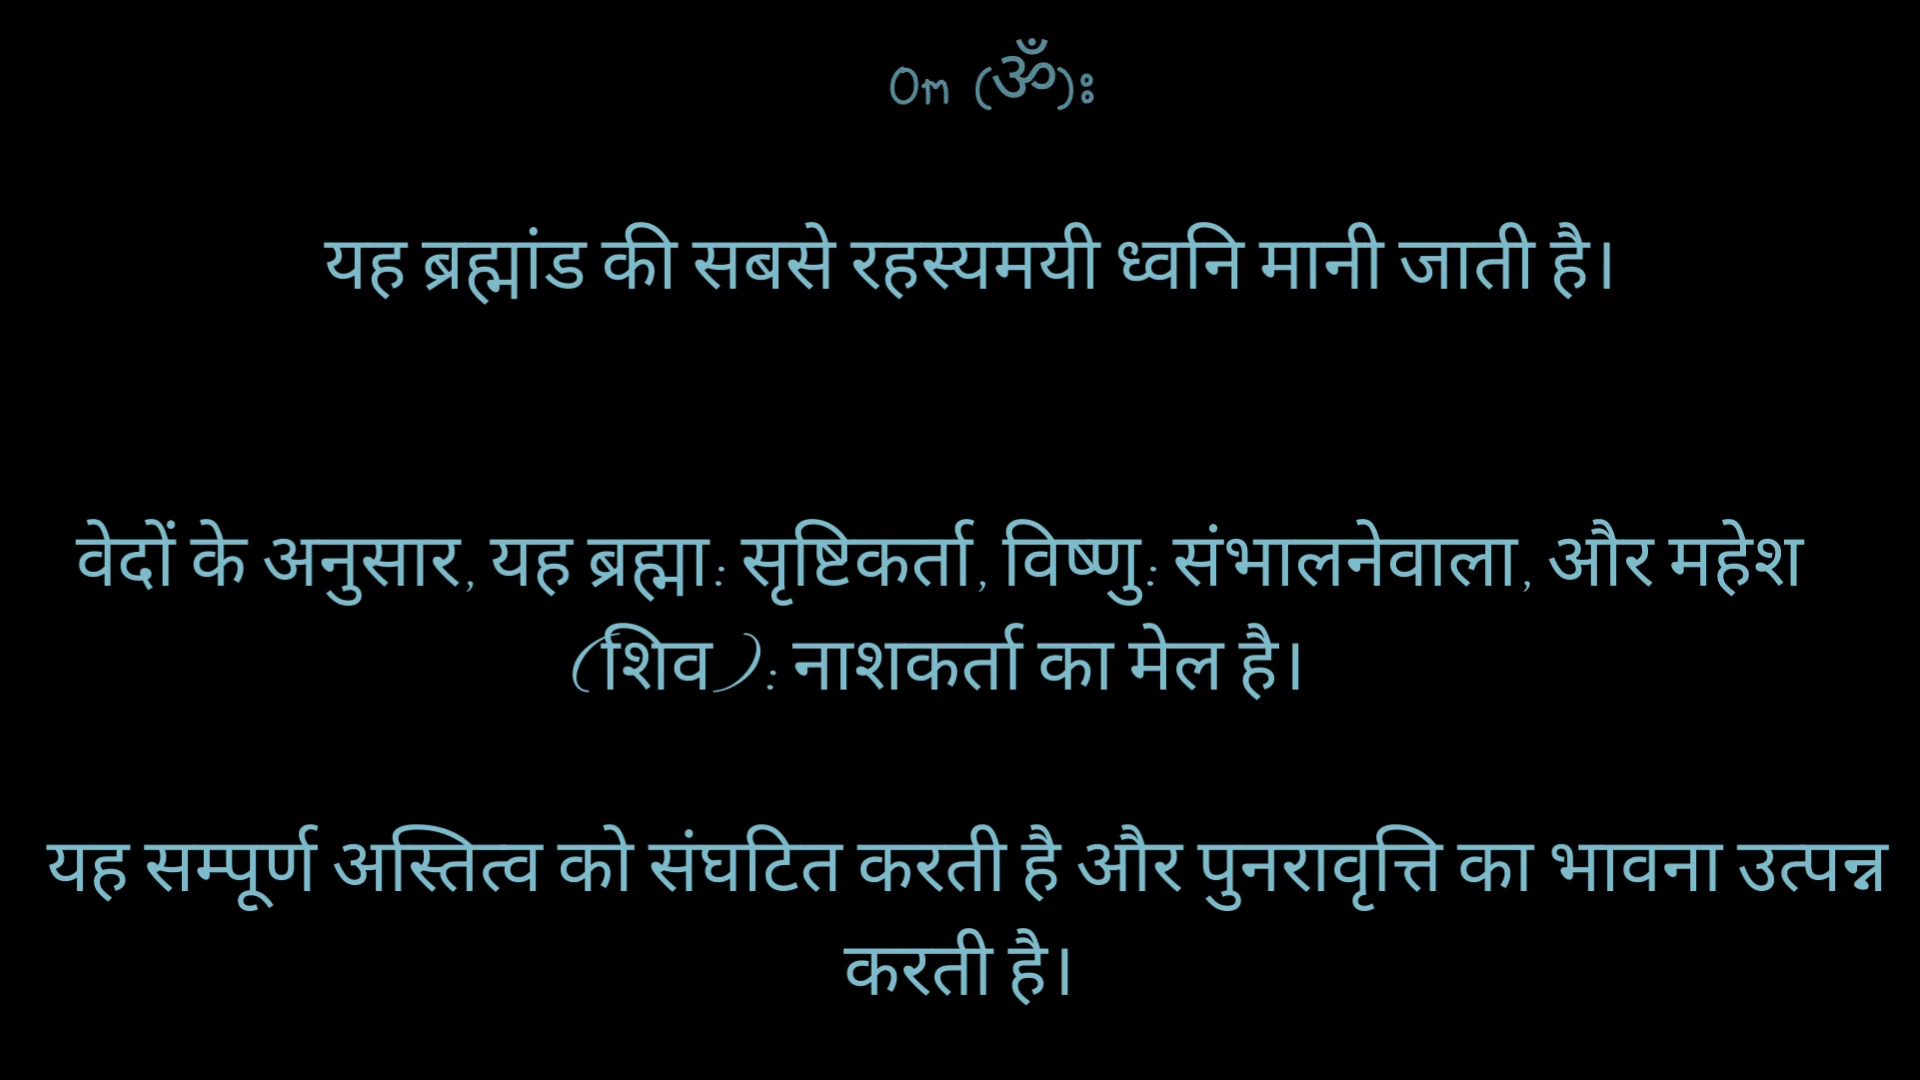 Om (ॐ):
यह ब्रह्मांड की सबसे रहस्यमयी ध्वनि मानी जाती है।
वेदों के अनुसार, यह ब्रह्मा: सृष्टिकर्ता, विष्णु: संभालनेवाला, और महेश
(शिव): नाशकर्ता का मेल है।
यह सम्पूर्ण अस्तित्व को संघटित करती है और पुनरावृत्ति का भावना उत्पन्न
करती है।